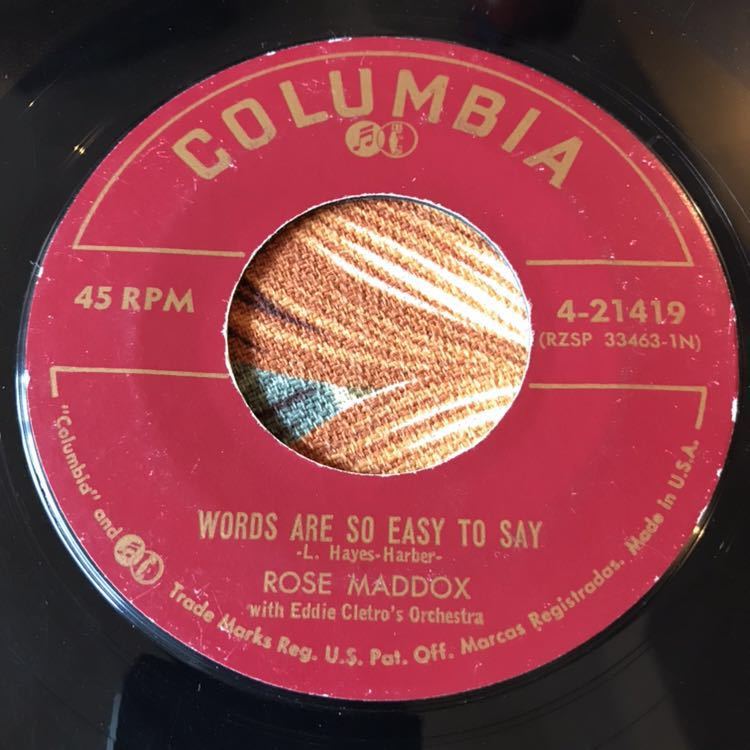 COLUMBIA
45 RPM
4-21419
(RZSP 33463-1N)
WORDS ARE SO EASY TO SAY
-L. Hayes-Harber-
ROSE MADDOX
with Eddie Cletro's Orchestra
"Columbia" and Trade Marks Reg. U.S. Pat. Off. Marcas Registradas. Made in U.S.A.